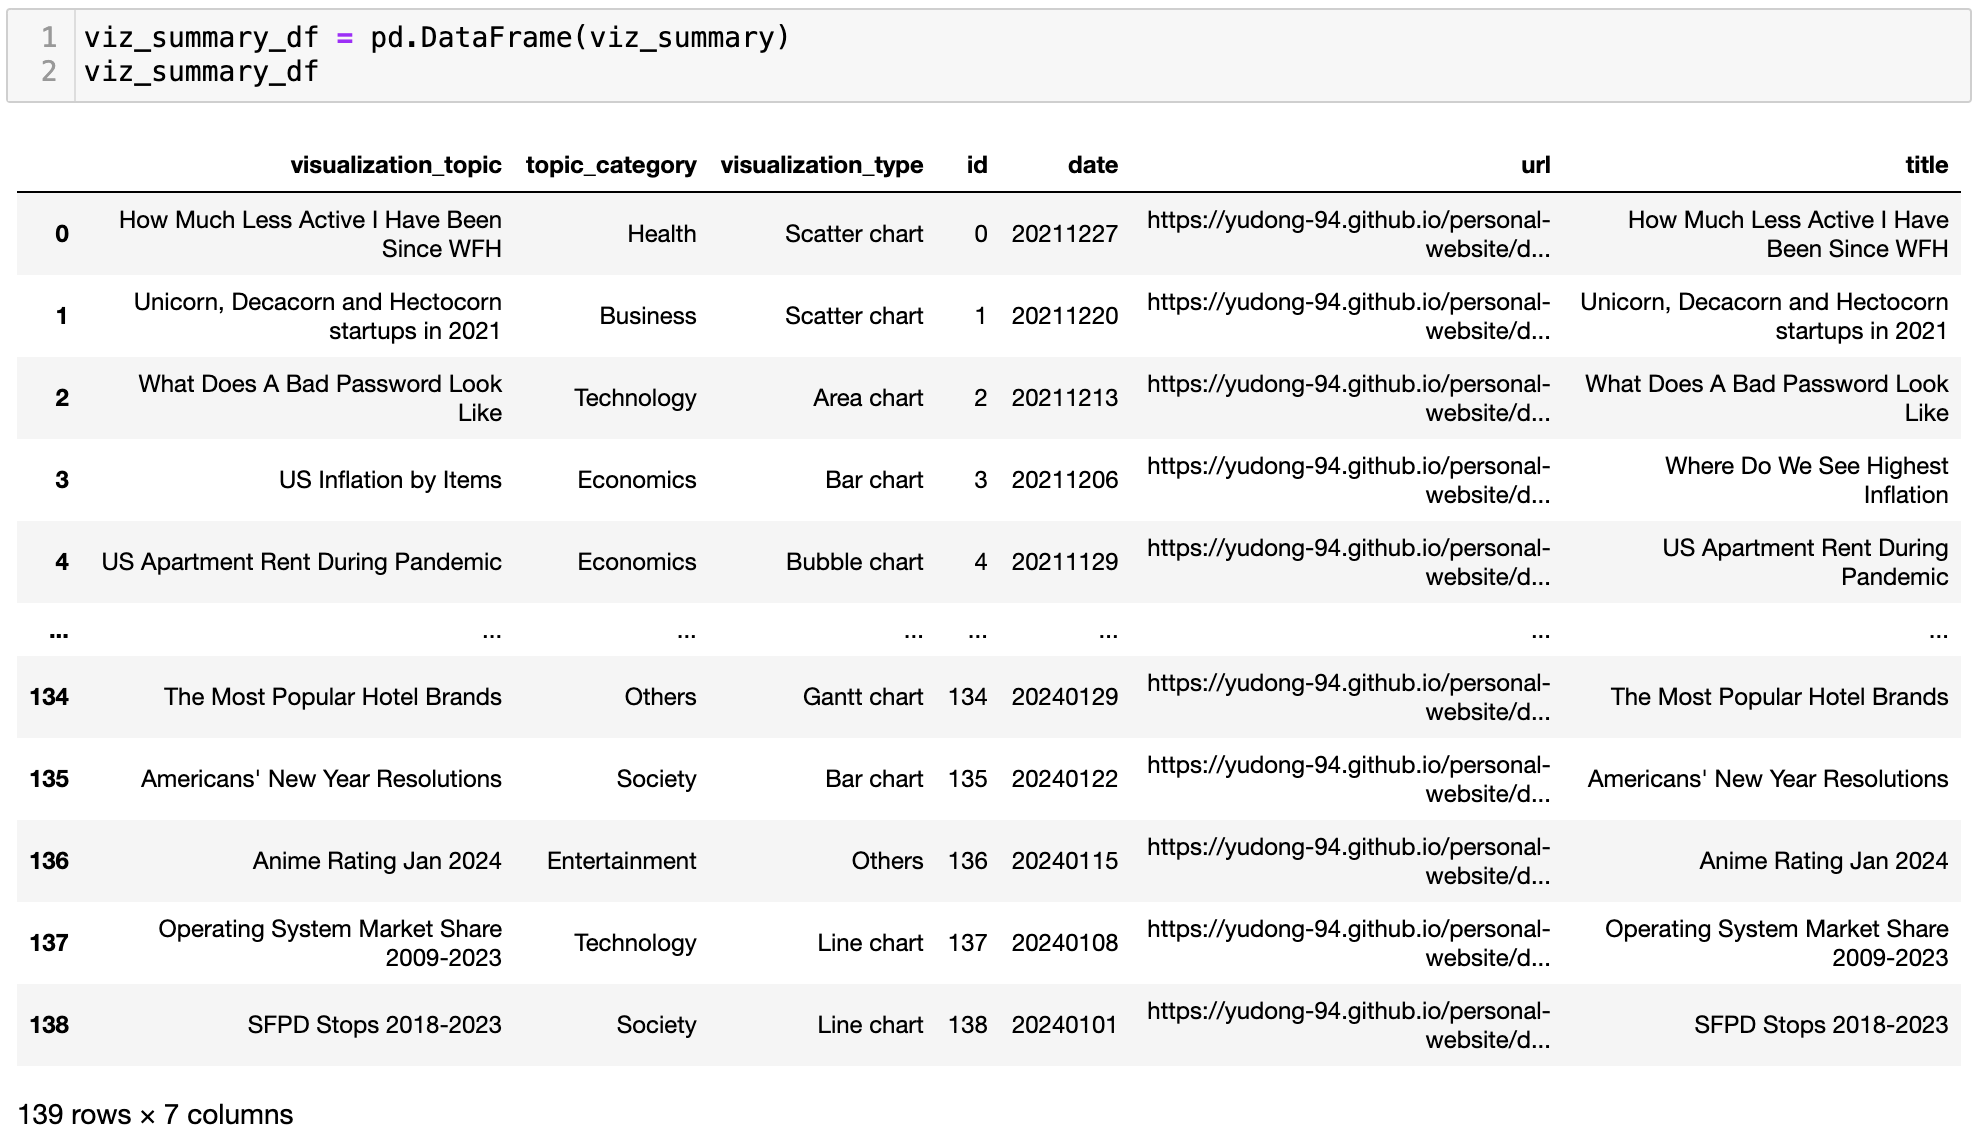 1 viz_summary_df = pd.DataFrame(viz_summary)
2 viz_summary_df
visualization_topic topic_category visualization_type id date url title
0 How Much Less Active I Have Been Since WFH Health Scatter chart 0 20211227 https://yudong-94.github.io/personal-website/d... How Much Less Active I Have Been Since WFH
1 Unicorn, Decacorn and Hectocorn startups in 2021 Business Scatter chart 1 20211220 https://yudong-94.github.io/personal-website/d... Unicorn, Decacorn and Hectocorn startups in 2021
2 What Does A Bad Password Look Like Technology Area chart 2 20211213 https://yudong-94.github.io/personal-website/d... What Does A Bad Password Look Like
3 US Inflation by Items Economics Bar chart 3 20211206 https://yudong-94.github.io/personal-website/d... Where Do We See Highest Inflation
4 US Apartment Rent During Pandemic Economics Bubble chart 4 20211129 https://yudong-94.github.io/personal-website/d... US Apartment Rent During Pandemic
... ... ... ... ... ... ... ...
134 The Most Popular Hotel Brands Others Gantt chart 134 20240129 https://yudong-94.github.io/personal-website/d... The Most Popular Hotel Brands
135 Americans' New Year Resolutions Society Bar chart 135 20240122 https://yudong-94.github.io/personal-website/d... Americans' New Year Resolutions
136 Anime Rating Jan 2024 Entertainment Others 136 20240115 https://yudong-94.github.io/personal-website/d... Anime Rating Jan 2024
137 Operating System Market Share 2009-2023 Technology Line chart 137 20240108 https://yudong-94.github.io/personal-website/d... Operating System Market Share 2009-2023
138 SFPD Stops 2018-2023 Society Line chart 138 20240101 https://yudong-94.github.io/personal-website/d... SFPD Stops 2018-2023
139 rows × 7 columns